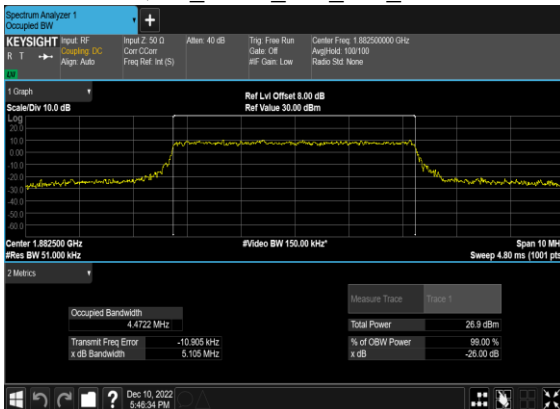 Spectrum Analyzer 1
Occupied BW
KEYSIGHT Input: RF Input Z: 50 Ω Atten: 40 dB Trig: Free Run Center Freq: 1.882500000 GHz
R T Coupling: DC Corr CCorr Gate: Off Avg|Hold: 100/100
Align: Auto Freq Ref: Int (S) #IF Gain: Low Radio Std: None
1 Graph
Scale/Div 10.0 dB
Ref Lvl Offset 8.00 dB
Ref Value 30.00 dBm
Log
20.0
10.0
0.00
-10.0
-20.0
-30.0
-40.0
-50.0
-60.0
Center 1.882500 GHz #Video BW 150.00 kHz* Span 10 MH
#Res BW 51.000 kHz Sweep 4.80 ms (1001 pts
2 Metrics
Measure Trace Trace 1
Occupied Bandwidth
4.4722 MHz
Total Power 26.9 dBm
Transmit Freq Error -10.905 kHz % of OBW Power 99.00 %
x dB Bandwidth 5.105 MHz x dB -26.00 dB
?
Dec 10, 2022
5:46:34 PM